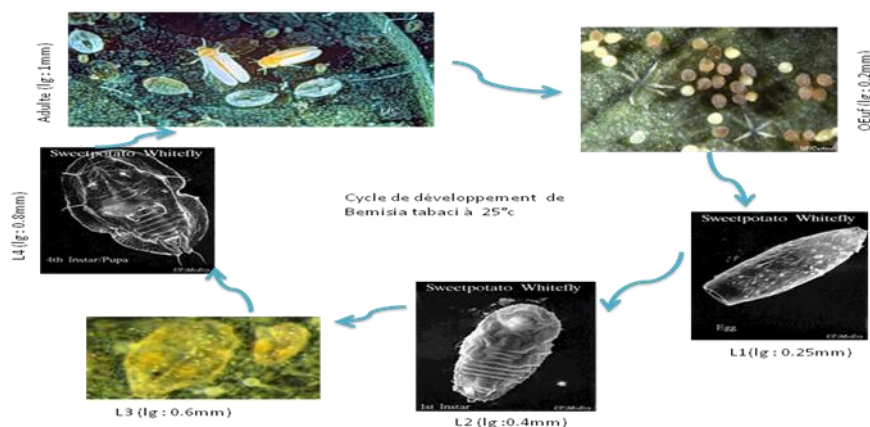 Adulte (lg : 1mm)
OEuf (lg : 0.2mm)
Sweetpotato Whitefly
4th Instar/Pupa
L4 (lg : 0.8mm)
Cycle de développement de
Bemisia tabaci à 25°c
Sweetpotato Whitefly
Egg
L1(lg : 0.25mm)
Sweetpotato Whitefly
1st Instar
L2 (lg :0.4mm)
L3 (lg : 0.6mm)